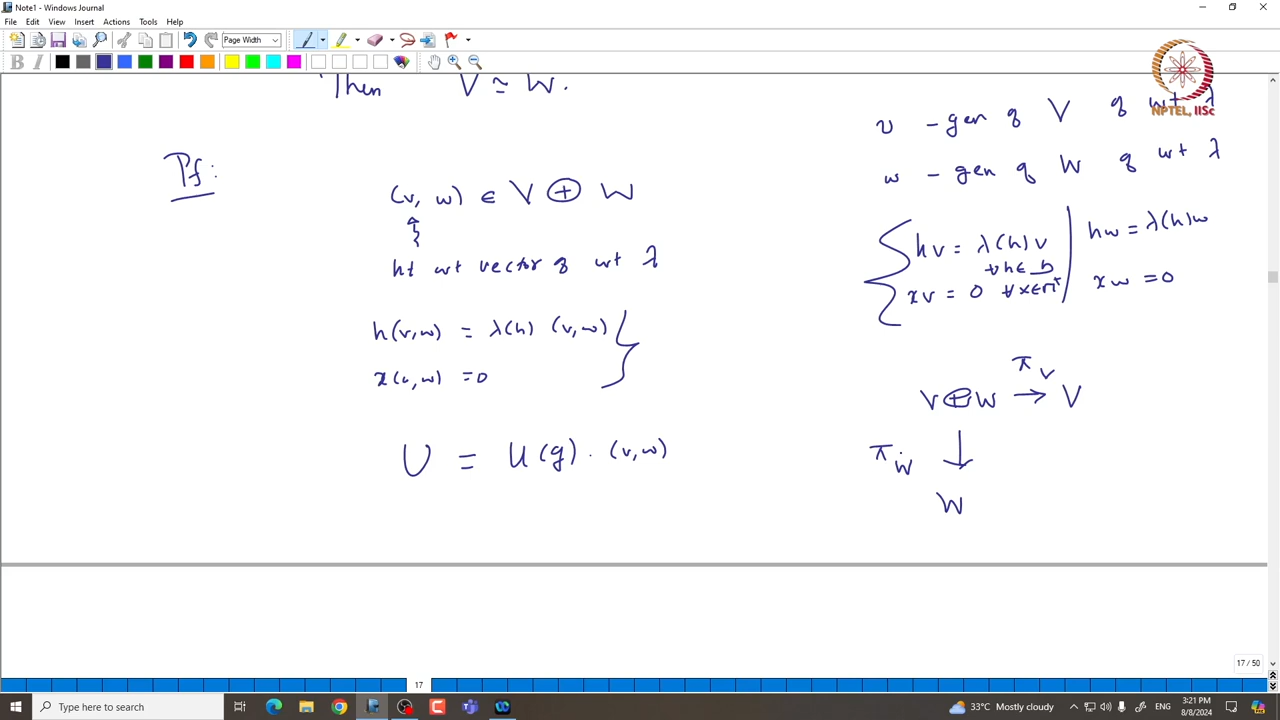 Note1 - Windows Journal
File Edit View Insert Actions Tools Help
Page Width
B I
Then V ≅ W.
v - gen of V of wt λ
NPTEL, IISc
w - gen of W of wt λ
Pf:
(v, w) ∈ V ⊕ W
ht wt vector of wt λ
hv = λ(h) v ∀ h ∈ h
hw = λ(h) w
xv = 0 ∀ x ∈ n⁺
xw = 0
h(v,w) = λ(h) (v,w)
x(v,w) = 0
π_V
V ⊕ W → V
U = U(g) . (v,w)
π_W ↓
W
17 / 50
17
Type here to search
33°C Mostly cloudy
ENG
3:21 PM
8/8/2024